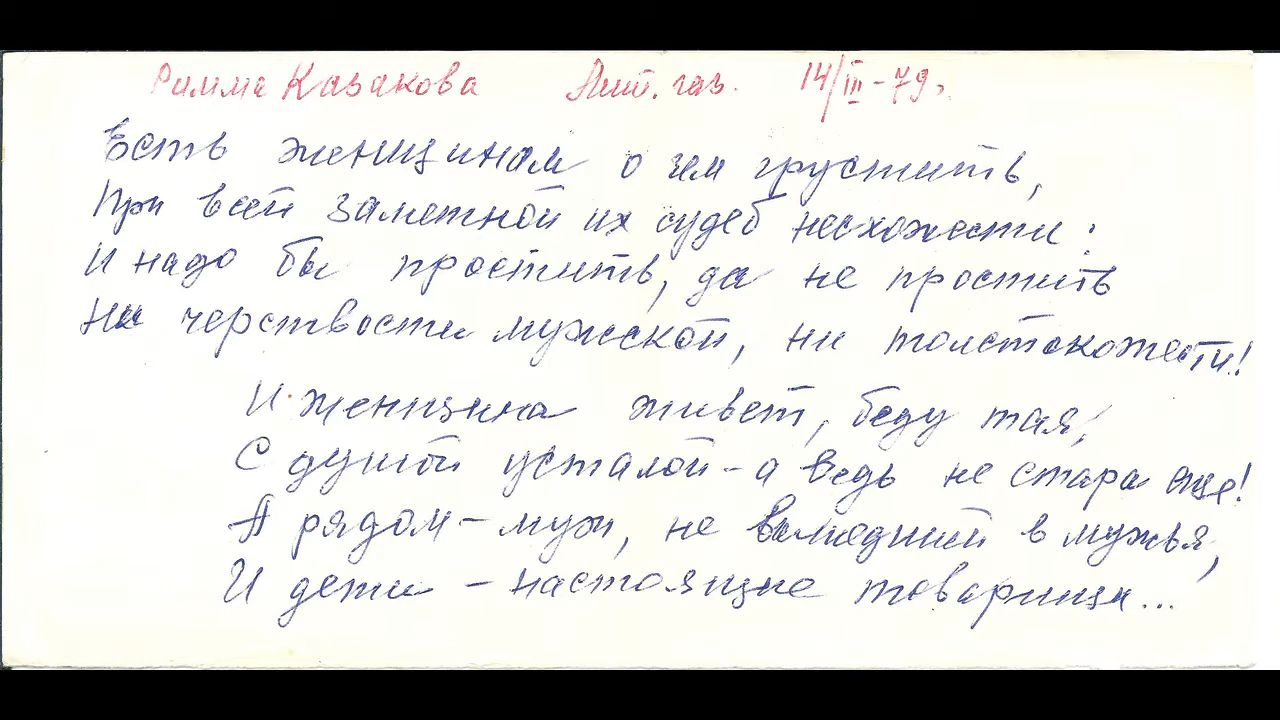 Римма Казакова Лит. газ. 14/III-79.
Есть женщинам о чем грустить,
При всей заметной их судеб несхожести:
И надо бы простить, да не простить
Ни черствости мужской, ни толстокожести!
И женщина живет, беду тая,
С душой усталой - а ведь не стара еще!
А рядом - муж, не вышедший в мужья,
И дети - настоящие товарищи...